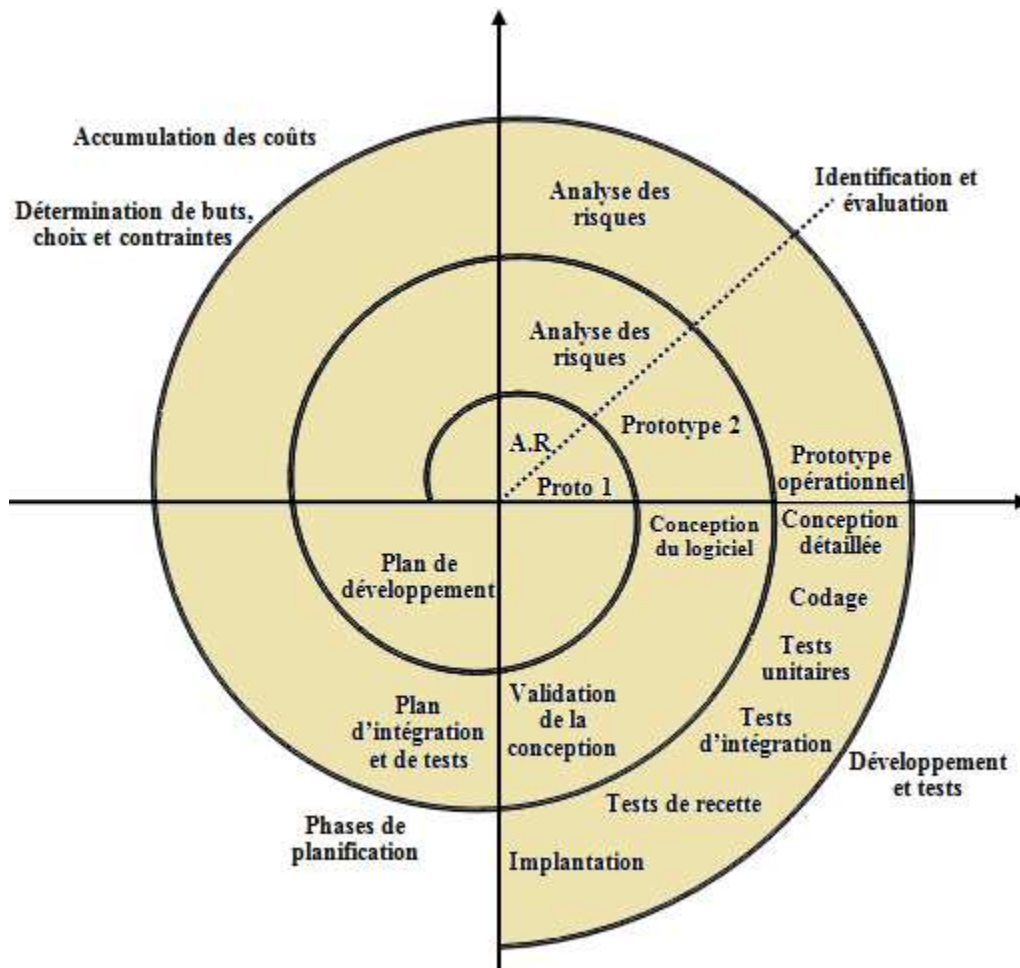 Accumulation des coûts
Détermination de buts,
choix et contraintes
Analyse des
risques
Identification et
évaluation
Analyse des
risques
A.R
Prototype 2
Proto 1
Prototype
opérationnel
Conception
du logiciel
Conception
détaillée
Plan de
développement
Codage
Tests
unitaires
Plan
d'intégration
et de tests
Validation
de la
conception
Tests
d'intégration
Développement
et tests
Tests de recette
Phases de
planification
Implantation